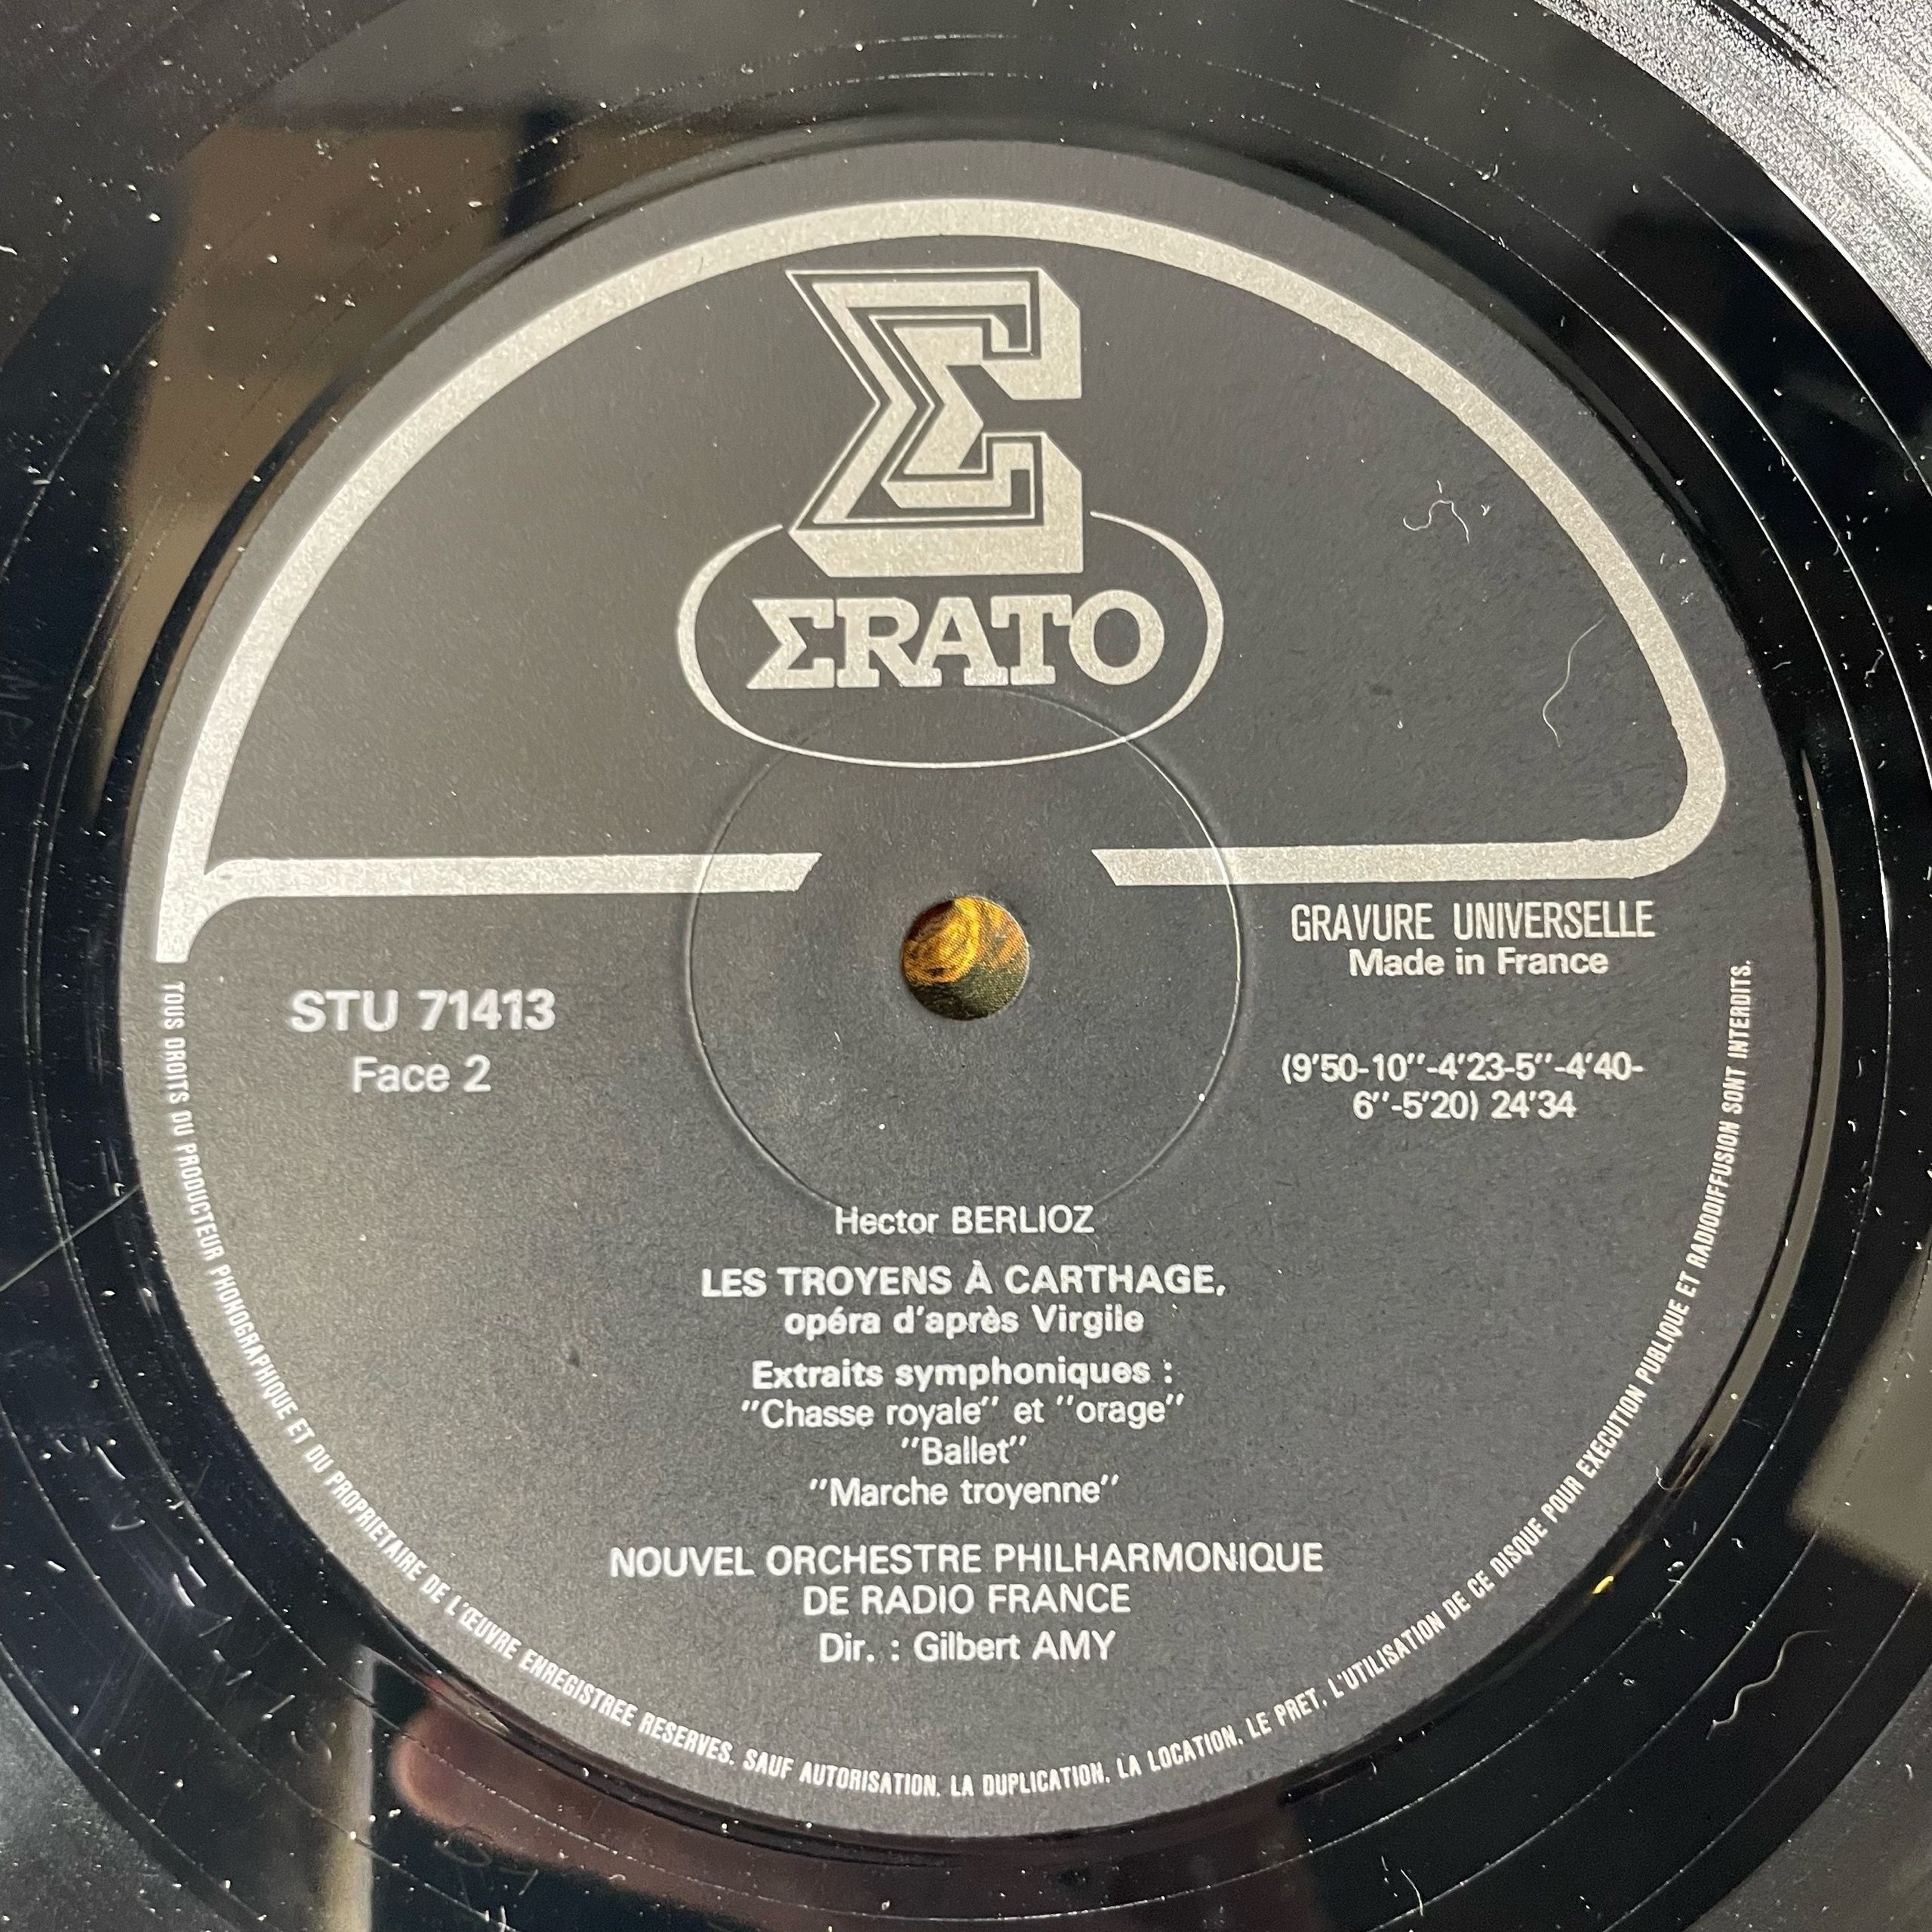 Σ
ΣRATO
GRAVURE UNIVERSELLE
Made in France
STU 71413
Face 2
(9'50-10''-4'23-5''-4'40-
6''-5'20) 24'34
Hector BERLIOZ
LES TROYENS À CARTHAGE,
opéra d'après Virgile
Extraits symphoniques :
''Chasse royale'' et ''orage''
''Ballet''
''Marche troyenne''
NOUVEL ORCHESTRE PHILHARMONIQUE
DE RADIO FRANCE
Dir. : Gilbert AMY
TOUS DROITS DU PRODUCTEUR PHONOGRAPHIQUE ET DU PROPRIETAIRE DE L'ŒUVRE ENREGISTREE RESERVES. SAUF AUTORISATION, LA DUPLICATION, LA LOCATION, LE PRET, L'UTILISATION DE CE DISQUE POUR EXECUTION PUBLIQUE ET RADIODIFFUSION SONT INTERDITS.